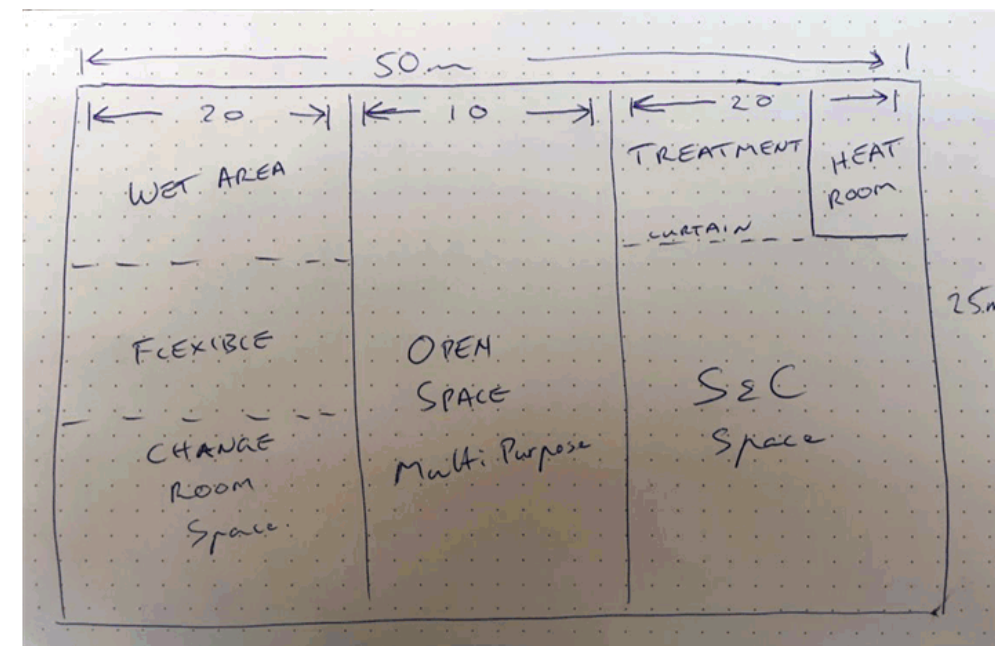 50m
20
10
20
WET AREA
TREATMENT
HEAT
ROOM
CURTAIN
25m
FLEXIBLE
OPEN
SPACE
Multi Purpose
S&C
Space
CHANGE
ROOM
Space